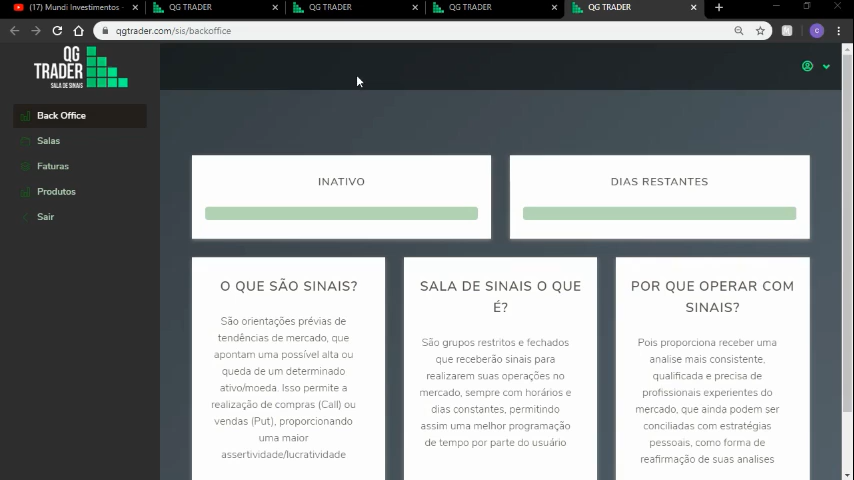 (17) Mundi Investimentos -
QG TRADER
QG TRADER
QG TRADER
QG TRADER
qgtrader.com/sis/backoffice
C
QG
TRADER
SALA DE SINAIS
Back Office
Salas
Faturas
Produtos
Sair
INATIVO
DIAS RESTANTES
O QUE SÃO SINAIS?
São orientações prévias de
tendências de mercado, que
apontam uma possível alta ou
queda de um determinado
ativo/moeda. Isso permite a
realização de compras (Call) ou
vendas (Put), proporcionando
uma maior
assertividade/lucratividade
SALA DE SINAIS O QUE
É?
São grupos restritos e fechados
que receberão sinais para
realizarem suas operações no
mercado, sempre com horários e
dias constantes, permitindo
assim uma melhor programação
de tempo por parte do usuário
POR QUE OPERAR COM
SINAIS?
Pois proporciona receber uma
analise mais consistente,
qualificada e precisa de
profissionais experientes do
mercado, que ainda podem ser
conciliadas com estratégias
pessoais, como forma de
reafirmação de suas analises